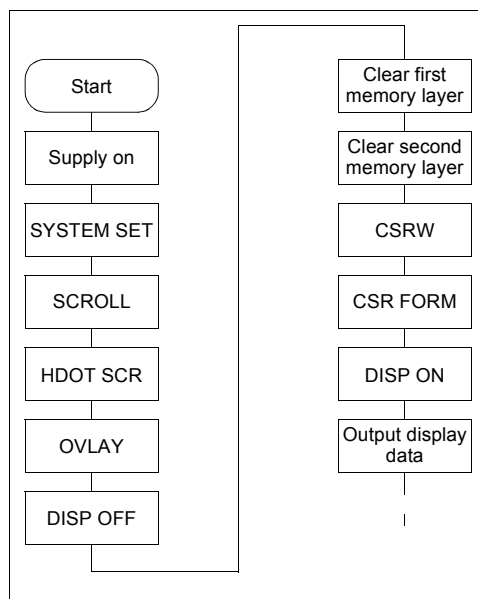 Start
Supply on
SYSTEM SET
SCROLL
HDOT SCR
OVLAY
DISP OFF
Clear first
memory layer
Clear second
memory layer
CSRW
CSR FORM
DISP ON
Output display
data